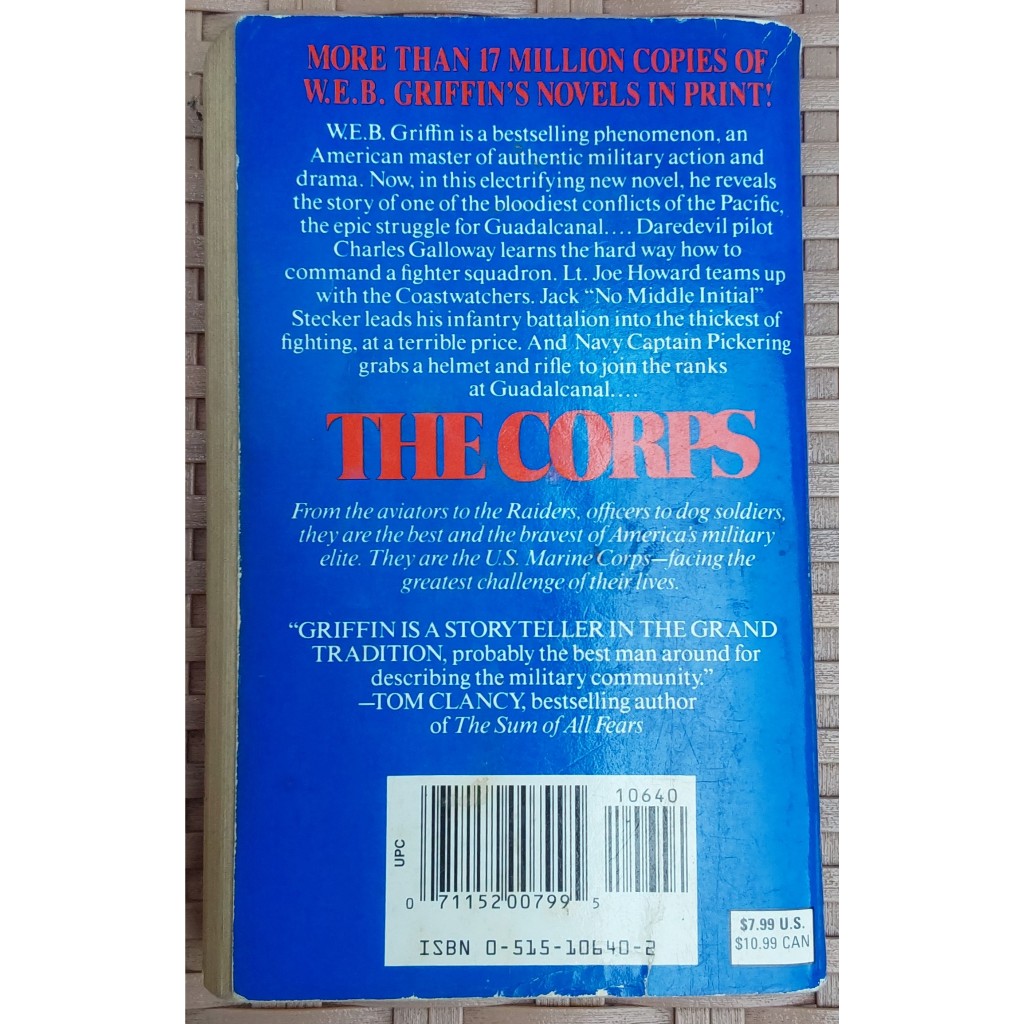 MORE THAN 17 MILLION COPIES OF
W.E.B. GRIFFIN'S NOVELS IN PRINT!
W.E.B. Griffin is a bestselling phenomenon, an
American master of authentic military action and
drama. Now, in this electrifying new novel, he reveals
the story of one of the bloodiest conflicts of the Pacific,
the epic struggle for Guadalcanal.... Daredevil pilot
Charles Galloway learns the hard way how to
command a fighter squadron. Lt. Joe Howard teams up
with the Coastwatchers. Jack "No Middle Initial"
Stecker leads his infantry battalion into the thickest of
fighting, at a terrible price. And Navy Captain Pickering
grabs a helmet and rifle to join the ranks
at Guadalcanal....
THE CORPS
From the aviators to the Raiders, officers to dog soldiers,
they are the best and the bravest of America's military
elite. They are the U.S. Marine Corps—facing the
greatest challenge of their lives.
"GRIFFIN IS A STORYTELLER IN THE GRAND
TRADITION, probably the best man around for
describing the military community."
—TOM CLANCY, bestselling author
of The Sum of All Fears
10640
UPC
0 71152 00799 5
ISBN 0-515-10640-2
$7.99 U.S.
$10.99 CAN